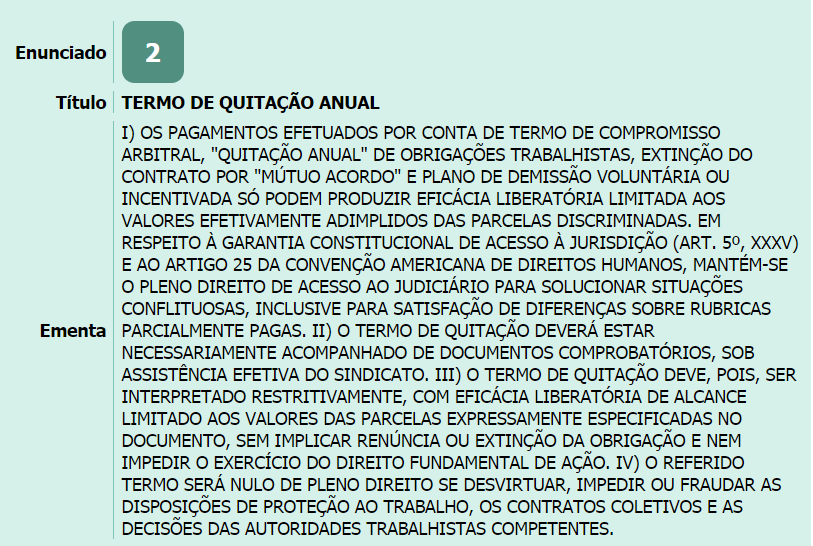 Enunciado 2
Título TERMO DE QUITAÇÃO ANUAL
I) OS PAGAMENTOS EFETUADOS POR CONTA DE TERMO DE COMPROMISSO
ARBITRAL, "QUITAÇÃO ANUAL" DE OBRIGAÇÕES TRABALHISTAS, EXTINÇÃO DO
CONTRATO POR "MÚTUO ACORDO" E PLANO DE DEMISSÃO VOLUNTÁRIA OU
INCENTIVADA SÓ PODEM PRODUZIR EFICÁCIA LIBERATÓRIA LIMITADA AOS
VALORES EFETIVAMENTE ADIMPLIDOS DAS PARCELAS DISCRIMINADAS. EM
RESPEITO À GARANTIA CONSTITUCIONAL DE ACESSO À JURISDIÇÃO (ART. 5º, XXXV)
E AO ARTIGO 25 DA CONVENÇÃO AMERICANA DE DIREITOS HUMANOS, MANTÉM-SE
O PLENO DIREITO DE ACESSO AO JUDICIÁRIO PARA SOLUCIONAR SITUAÇÕES
CONFLITUOSAS, INCLUSIVE PARA SATISFAÇÃO DE DIFERENÇAS SOBRE RUBRICAS
Ementa PARCIALMENTE PAGAS. II) O TERMO DE QUITAÇÃO DEVERÁ ESTAR
NECESSARIAMENTE ACOMPANHADO DE DOCUMENTOS COMPROBATÓRIOS, SOB
ASSISTÊNCIA EFETIVA DO SINDICATO. III) O TERMO DE QUITAÇÃO DEVE, POIS, SER
INTERPRETADO RESTRITIVAMENTE, COM EFICÁCIA LIBERATÓRIA DE ALCANCE
LIMITADO AOS VALORES DAS PARCELAS EXPRESSAMENTE ESPECIFICADAS NO
DOCUMENTO, SEM IMPLICAR RENÚNCIA OU EXTINÇÃO DA OBRIGAÇÃO E NEM
IMPEDIR O EXERCÍCIO DO DIREITO FUNDAMENTAL DE AÇÃO. IV) O REFERIDO
TERMO SERÁ NULO DE PLENO DIREITO SE DESVIRTUAR, IMPEDIR OU FRAUDAR AS
DISPOSIÇÕES DE PROTEÇÃO AO TRABALHO, OS CONTRATOS COLETIVOS E AS
DECISÕES DAS AUTORIDADES TRABALHISTAS COMPETENTES.